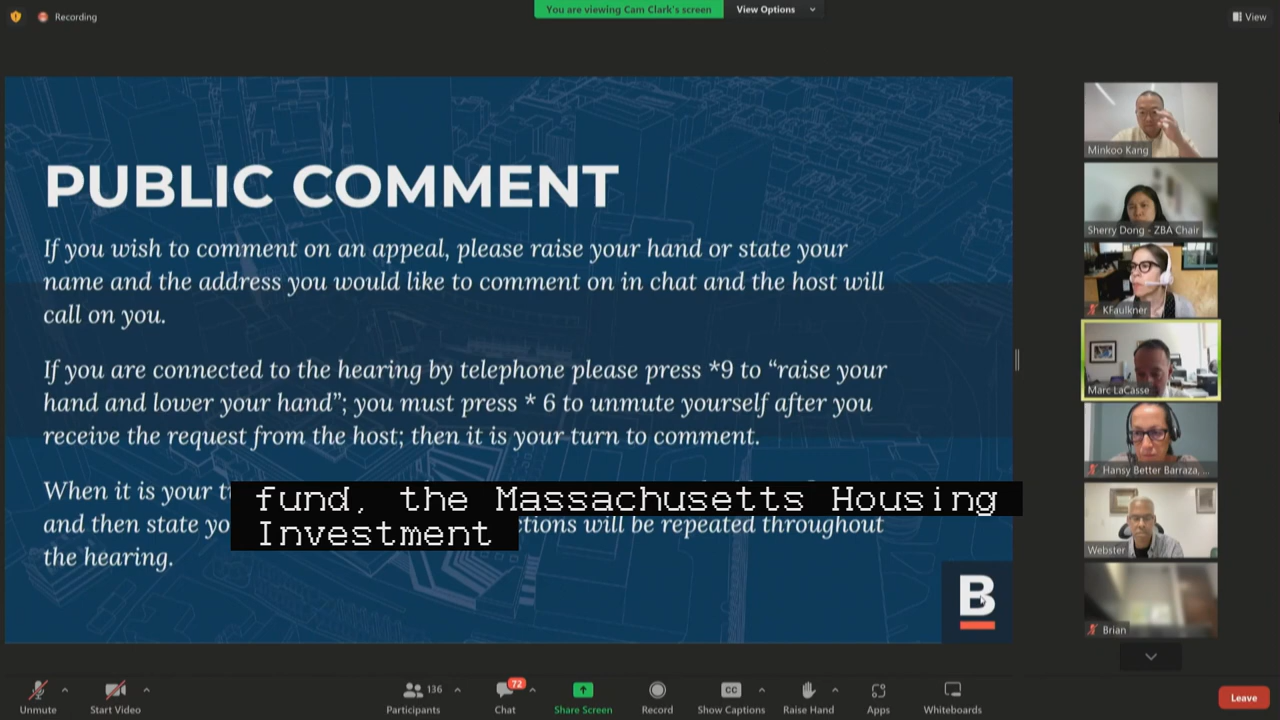 Recording
You are viewing Cam Clark's screen
View Options
View
PUBLIC COMMENT
If you wish to comment on an appeal, please raise your hand or state your
name and the address you would like to comment on in chat and the host will
call on you.
If you are connected to the hearing by telephone please press *9 to “raise your
hand and lower your hand”; you must press * 6 to unmute yourself after you
receive the request from the host; then it is your turn to comment.
When it is your
and then state ctions will be repeated throughout
the hearing.
fund, the Massachusetts Housing
Investment
B
Minkoo Kang
Sherry Dong - ZBA Chair
KFaulkner
Marc LaCasse
Hansy Better Barraza, ...
Webster
Brian
Unmute
Start Video
136
Participants
72
Chat
Share Screen
Record
CC
Show Captions
Raise Hand
Apps
Whiteboards
Leave